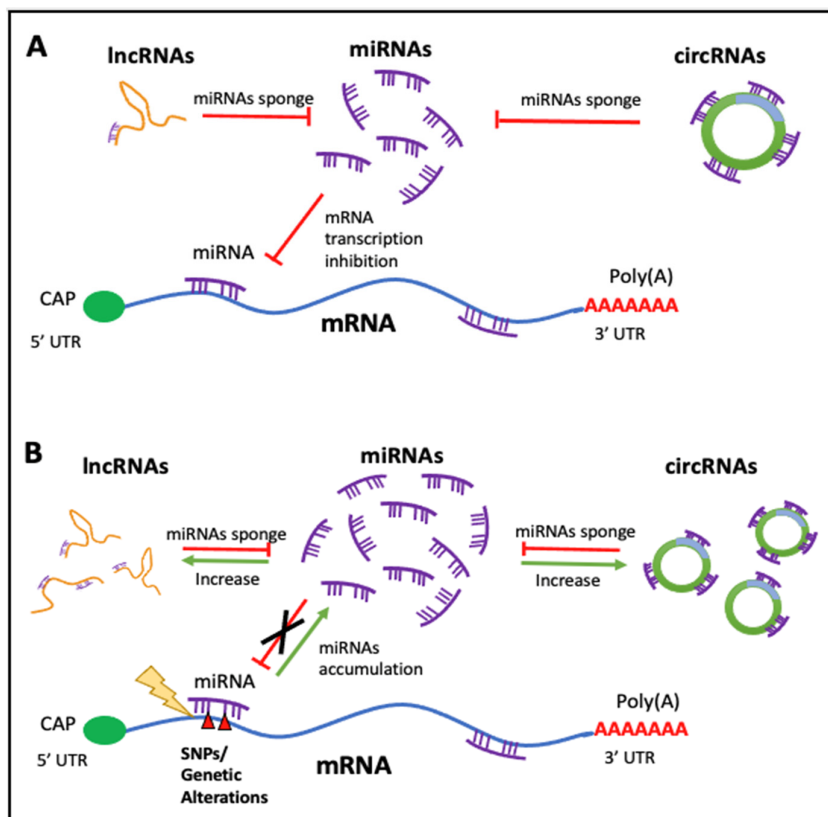 A
lncRNAs
miRNAs
circRNAs
miRNAs sponge
miRNAs sponge
mRNA
transcription
inhibition
miRNA
CAP
Poly(A)
AAAAAAA
mRNA
5' UTR
3' UTR
B
lncRNAs
miRNAs
circRNAs
miRNAs sponge
miRNAs sponge
Increase
Increase
miRNAs
accumulation
miRNA
CAP
Poly(A)
AAAAAAA
5' UTR
3' UTR
SNPs/
Genetic
Alterations
mRNA